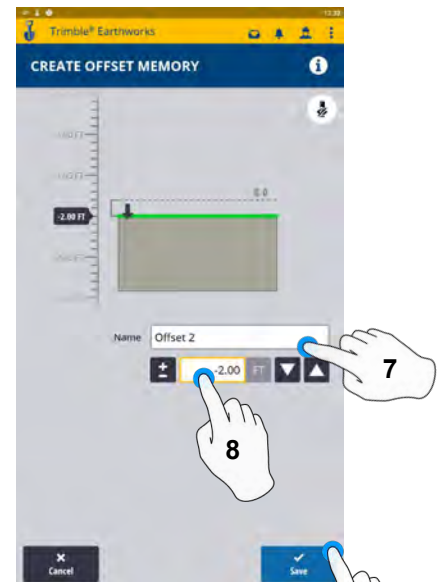 Trimble® Earthworks
CREATE OFFSET MEMORY
0.0
-2.00 FT
Name Offset 2
-2.00 FT
7
8
Cancel
Save